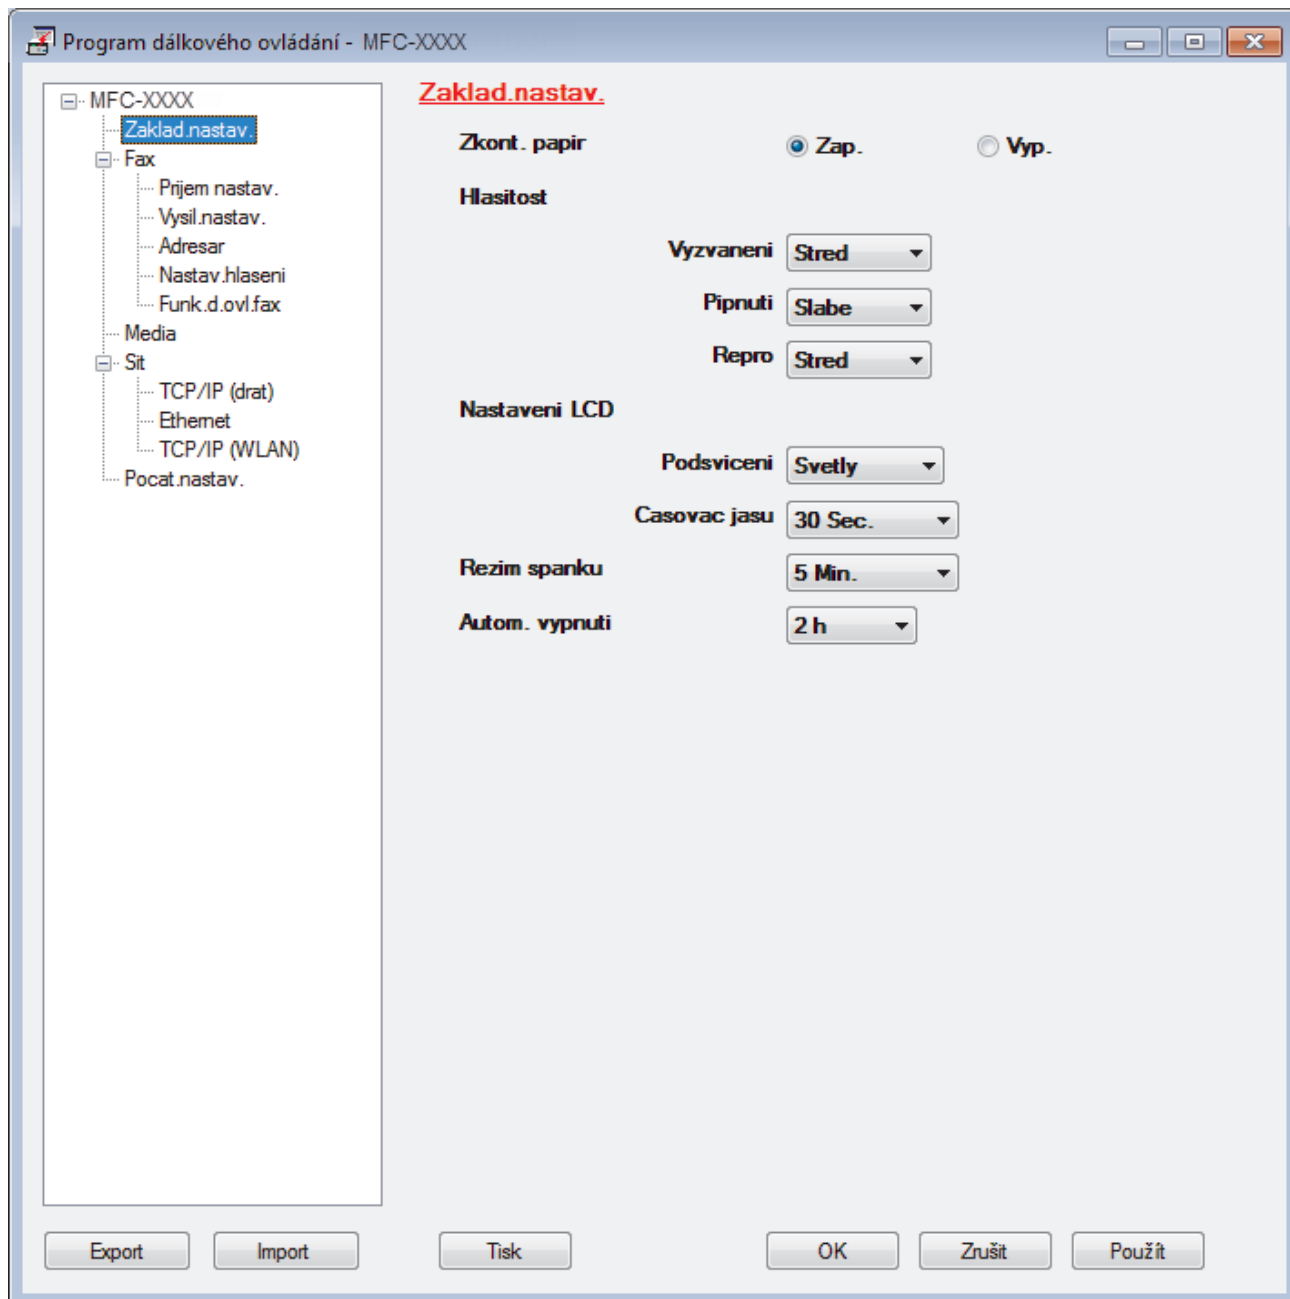 Program dálkového ovládání - MFC-XXXX
MFC-XXXX
Zaklad.nastav.
Fax
Prijem nastav.
Vysil.nastav.
Adresar
Nastav.hlaseni
Funk.d.ovl.fax
Media
Sit
TCP/IP (drat)
Ethernet
TCP/IP (WLAN)
Pocat.nastav.
Zaklad.nastav.
Zkont. papir Zap. Vyp.
Hlasitost
Vyzvaneni Stred
Pipnuti Slabe
Repro Stred
Nastaveni LCD
Podsviceni Svetly
Casovac jasu 30 Sec.
Rezim spanku 5 Min.
Autom. vypnuti 2 h
Export Import Tisk OK Zrušit Použít